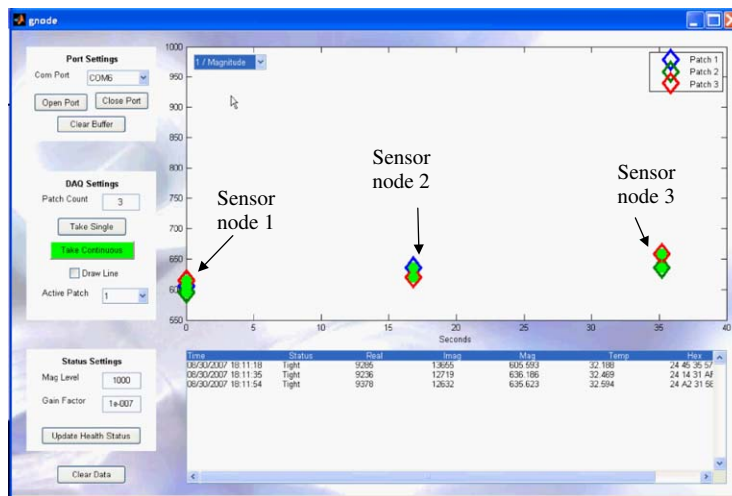 gnode
Port Settings
Com Port COM6
Open Port Close Port
Clear Buffer
DAQ Settings
Patch Count 3
Take Single
Take Continuous
Draw Line
Active Patch 1
Status Settings
Mag Level 1000
Gain Factor 1e-007
Update Health Status
Clear Data
1 / Magnitude
Patch 1
Patch 2
Patch 3
1000
950
900
850
800
750
700
650
600
550
Sensor
node 1
Sensor
node 2
Sensor
node 3
0 5 10 15 20 25 30 35 40
Seconds
Time Status Real Imag Mag Temp Hex
08/30/2007 18:11:18 Tight 9285 13655 605.593 32.188 24 45 35 57
08/30/2007 18:11:35 Tight 9236 12719 636.186 32.469 24 14 31 AF
08/30/2007 18:11:54 Tight 9378 12632 635.623 32.594 24 A2 31 58